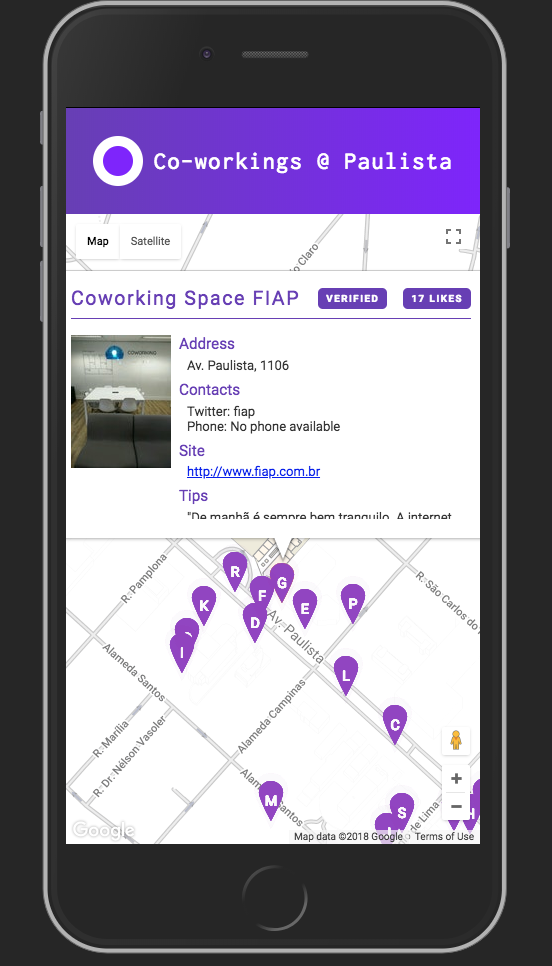 Co-workings @ Paulista
Map
Satellite
o Claro
Coworking Space FIAP
VERIFIED
17 LIKES
COWORKING
Address
Av. Paulista, 1106
Contacts
Twitter: fiap
Phone: No phone available
Site
http://www.fiap.com.br
Tips
"De manhã é sempre bem tranquilo. A internet
R. Pamplona
R
G
F
K
E
P
D
R. São Carlos do
Av. Paulista
I
L
Alameda Santos
C
Alameda Campinas
R. Marília
R. Dr. Nélson Vasoler
Alameda Santos
M
S
H
de Lima
Google
Map data ©2018 Google
Terms of Use